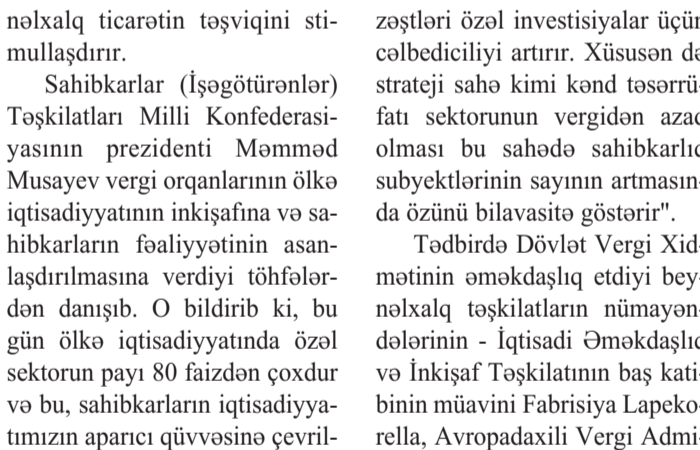 nəlxalq ticarətin təşviqini sti-
mullaşdırır.
Sahibkarlar (İşəgötürənlər)
Təşkilatları Milli Konfederasi-
yasının prezidenti Məmməd
Musayev vergi orqanlarının ölkə
iqtisadiyyatının inkişafına və sa-
hibkarların fəaliyyətinin asan-
laşdırılmasına verdiyi töhfələr-
dən danışıb. O bildirib ki, bu
gün ölkə iqtisadiyyatında özəl
sektorun payı 80 faizdən çoxdur
və bu, sahibkarların iqtisadiyya-
tımızın aparıcı qüvvəsinə çevril-
zəştləri özəl investisiyalar üçün
cəlbediciliyi artırır. Xüsusən də
strateji sahə kimi kənd təsərrü-
fatı sektorunun vergidən azad
olması bu sahədə sahibkarlıq
subyektlərinin sayının artmasın-
da özünü bilavasitə göstərir".
Tədbirdə Dövlət Vergi Xid-
mətinin əməkdaşlıq etdiyi bey-
nəlxalq təşkilatların nümayən-
dələrinin - İqtisadi Əməkdaşlıq
və İnkişaf Təşkilatının baş kati-
binin müavini Fabrisiya Lapeko-
rella, Avropadaxili Vergi Admi-